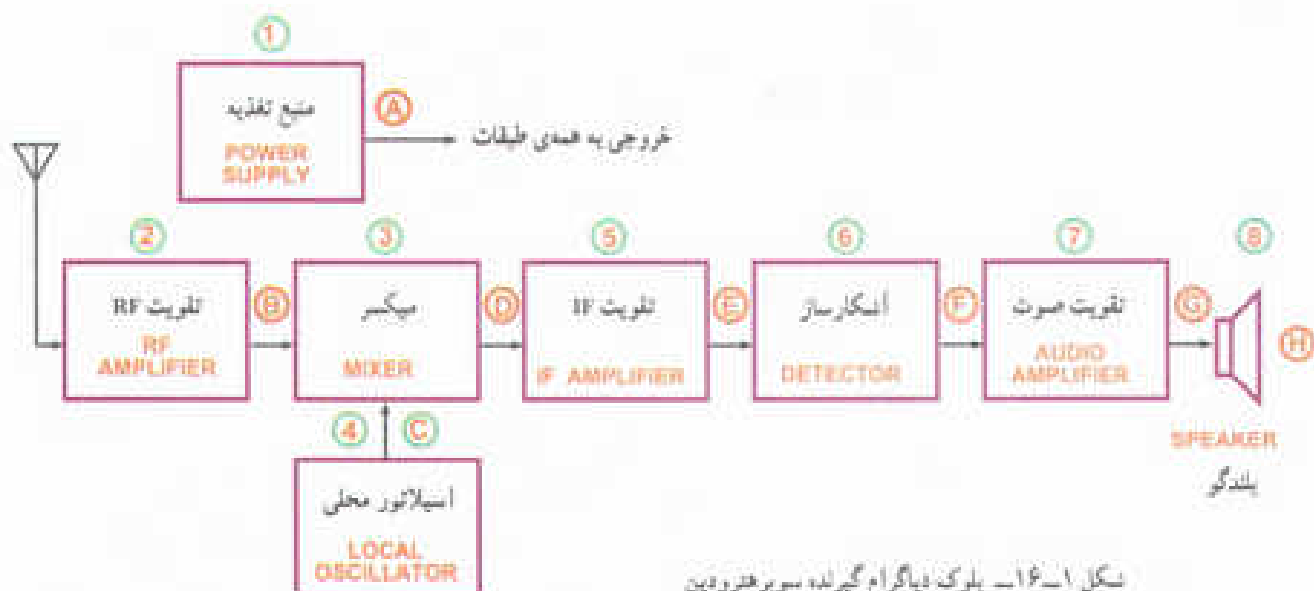 1
منبع تغذیه
POWER
SUPPLY
A
خروجی به همه‌ی طبقات
2
تقویت RF
RF
AMPLIFIER
B
3
میکسر
MIXER
D
5
تقویت IF
IF AMPLIFIER
E
6
آشکارساز
DETECTOR
F
7
تقویت صوت
AUDIO
AMPLIFIER
G
8
H
SPEAKER
بلندگو
4
C
اسیلاتور محلی
LOCAL
OSCILLATOR
شکل ۱–۱۶– بلوک دیاگرام گیرنده سوپرهترودین